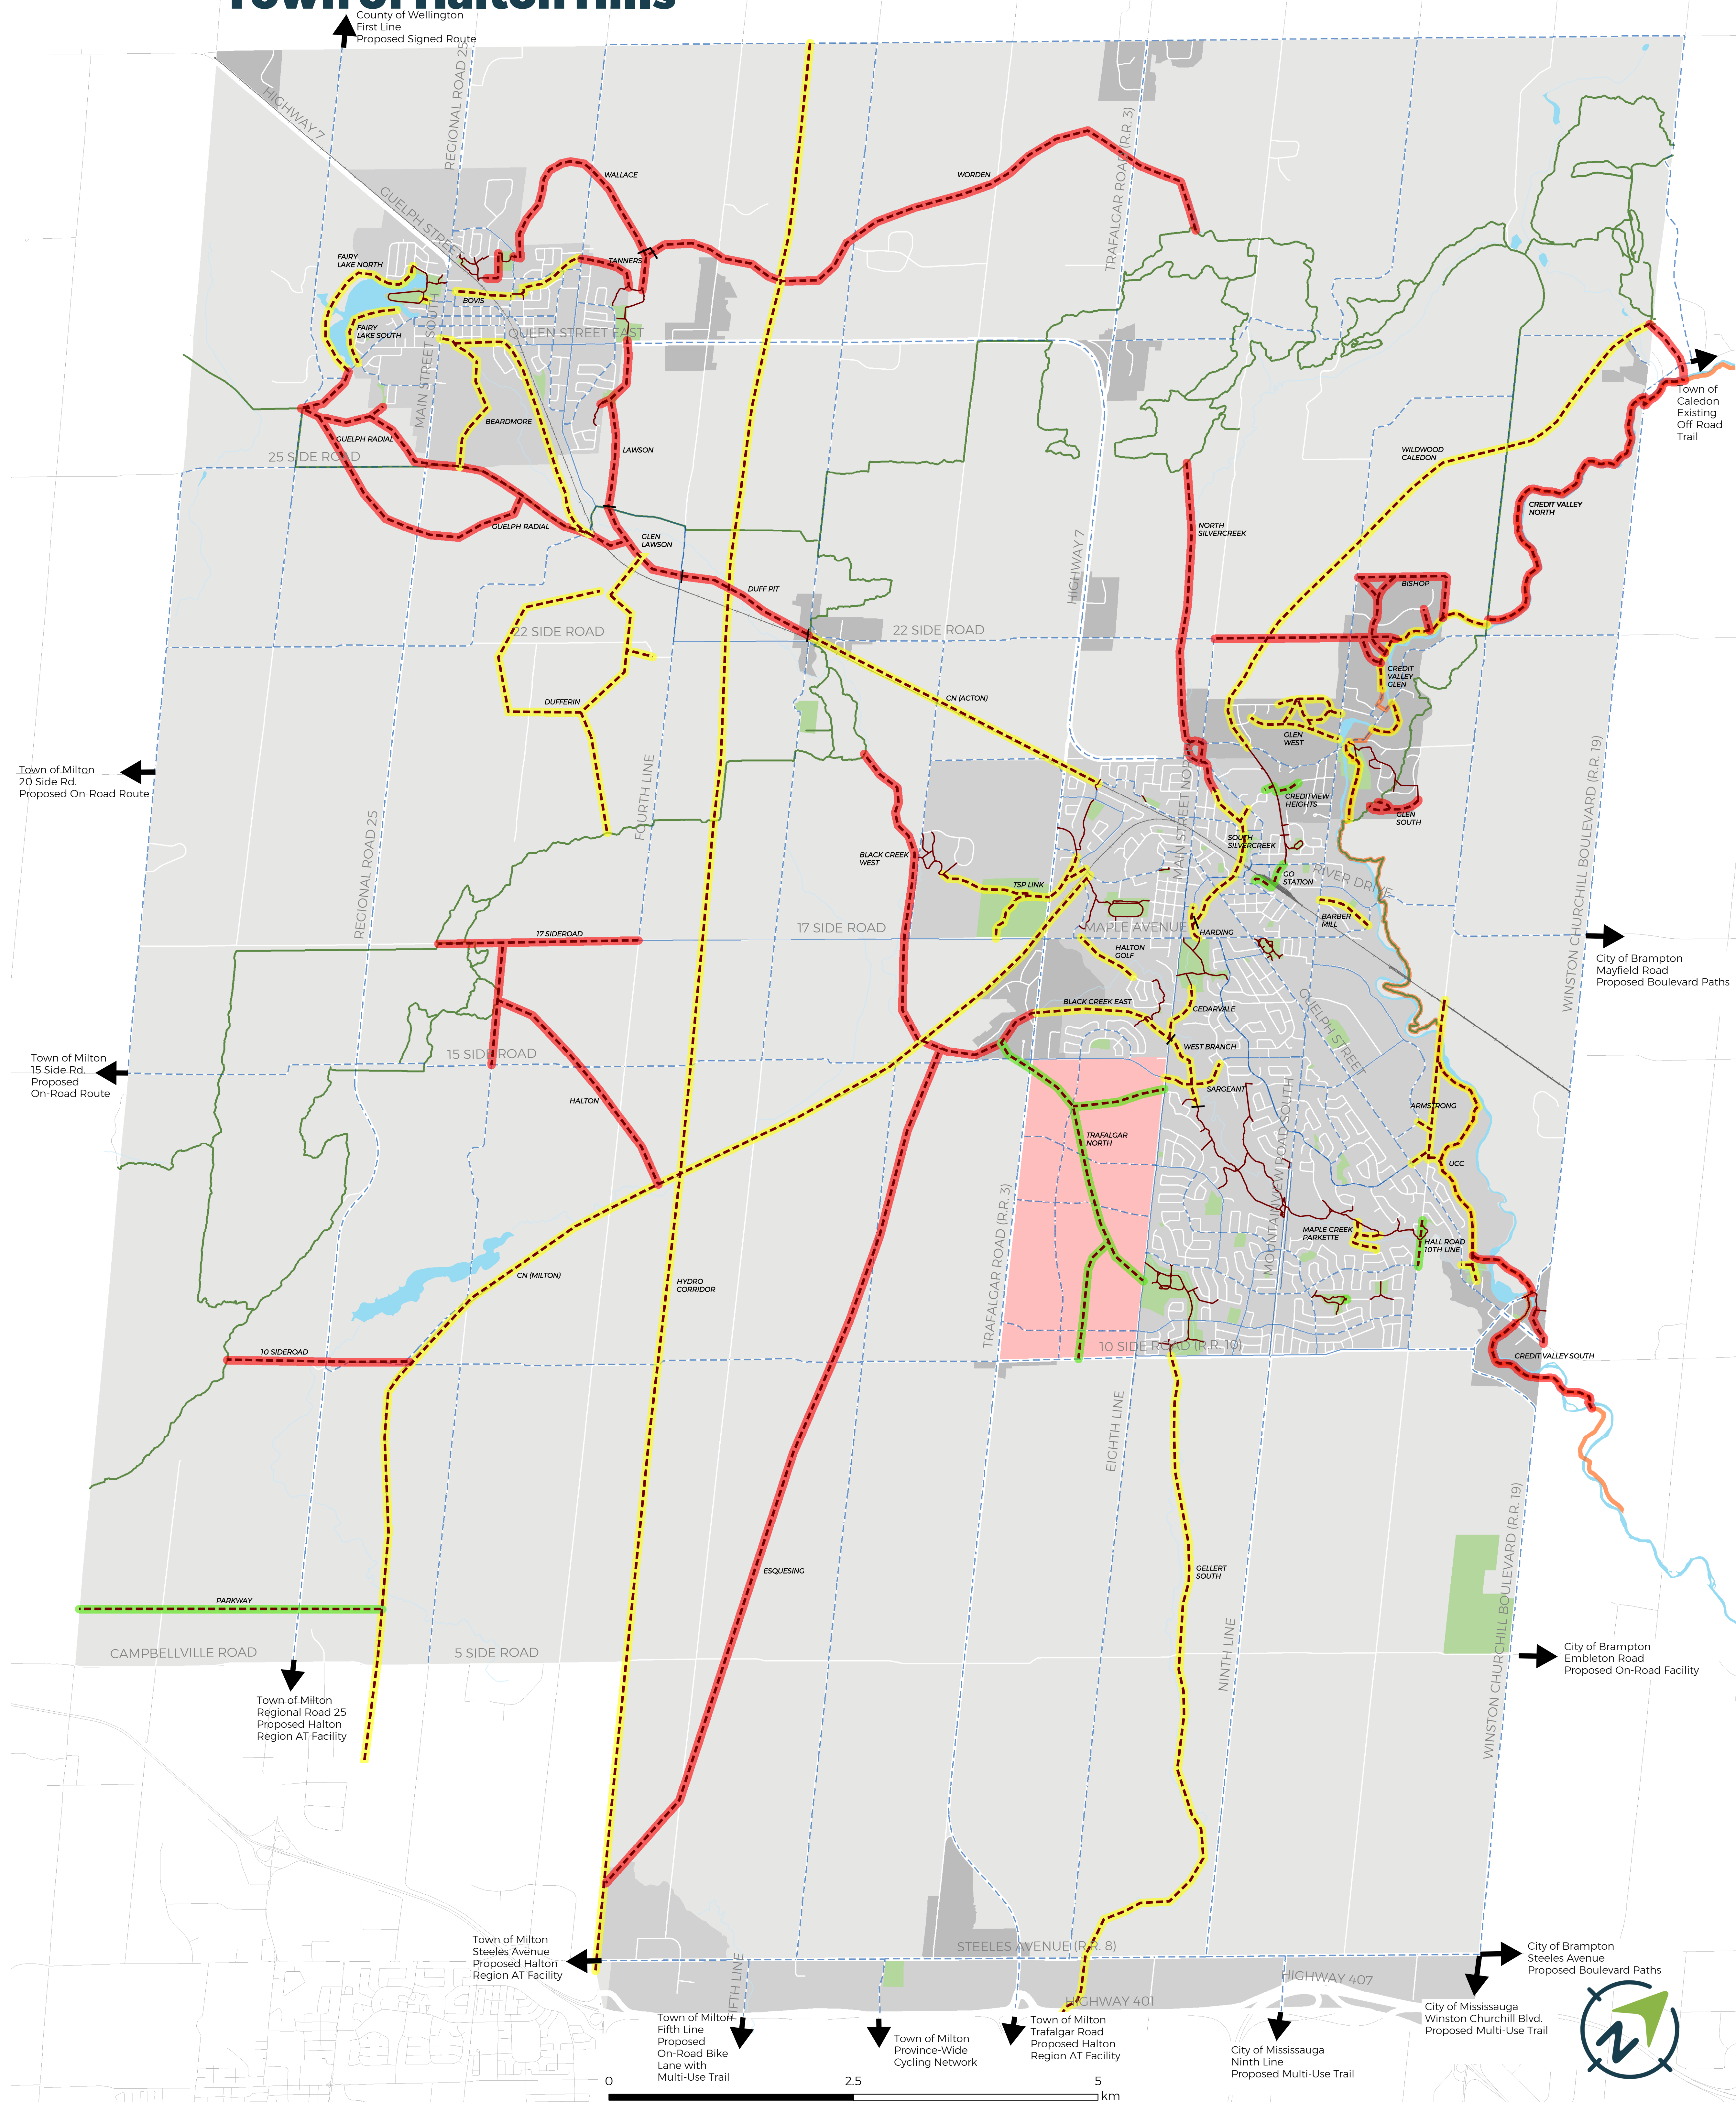 Town of Halton Hills
County of Wellington
First Line
Proposed Signed Route
REGIONAL ROAD 25
HIGHWAY 7
TRAFALGAR ROAD (R.R. 3)
WALLACE
WORDEN
GUELPH STREET
FAIRY
LAKE NORTH
TANNERS
BOVIS
FAIRY
LAKE SOUTH
QUEEN STREET EAST
MAIN STREET SOUTH
Town of
Caledon
Existing
Off-Road
Trail
BEARDMORE
GUELPH RADIAL
25 SIDE ROAD
LAWSON
WILDWOOD
CALEDON
CREDIT VALLEY
NORTH
GUELPH RADIAL
GLEN
LAWSON
NORTH
SILVERCREEK
HIGHWAY 7
DUFF PIT
BISHOP
22 SIDE ROAD
22 SIDE ROAD
CREDIT
VALLEY
GLEN
CN (ACTON)
DUFFERIN
GLEN
WEST
Town of Milton
20 Side Rd.
Proposed On-Road Route
FOURTH LINE
REGIONAL ROAD 25
MAIN STREET NORTH
CREDITVIEW
HEIGHTS
GLEN
SOUTH
WINSTON CHURCHILL BOULEVARD (R.R. 19)
SOUTH
SILVERCREEK
BLACK CREEK
WEST
GO
STATION
RIVER DRIVE
TSP LINK
BARBER
MILL
17 SIDEROAD
17 SIDE ROAD
MAPLE AVENUE
HARDING
HALTON
GOLF
City of Brampton
Mayfield Road
Proposed Boulevard Paths
BLACK CREEK EAST
CEDARVALE
GUELPH STREET
WEST BRANCH
15 SIDE ROAD
Town of Milton
15 Side Rd.
Proposed
On-Road Route
SARGEANT
HALTON
ARMSTRONG
TRAFALGAR
NORTH
UCC
MOUNTAINVIEW ROAD SOUTH
TRAFALGAR ROAD (R.R. 3)
MAPLE CREEK
PARKETTE
HALL ROAD
10TH LINE
CN (MILTON)
HYDRO
CORRIDOR
10 SIDEROAD
10 SIDE ROAD (R.R. 10)
CREDIT VALLEY SOUTH
EIGHTH LINE
ESQUESING
GELLERT
SOUTH
WINSTON CHURCHILL BOULEVARD (R.R. 19)
PARKWAY
NINTH LINE
CAMPBELLVILLE ROAD
5 SIDE ROAD
City of Brampton
Embleton Road
Proposed On-Road Facility
Town of Milton
Regional Road 25
Proposed Halton
Region AT Facility
Town of Milton
Steeles Avenue
Proposed Halton
Region AT Facility
STEELES AVENUE (R.R. 8)
City of Brampton
Steeles Avenue
Proposed Boulevard Paths
HIGHWAY 407
HIGHWAY 401
FIFTH LINE
Town of Milton
Fifth Line
Proposed
On-Road Bike
Lane with
Multi-Use Trail
Town of Milton
Province-Wide
Cycling Network
Town of Milton
Trafalgar Road
Proposed Halton
Region AT Facility
City of Mississauga
Ninth Line
Proposed Multi-Use Trail
City of Mississauga
Winston Churchill Blvd.
Proposed Multi-Use Trail
N
0 2.5 5
km